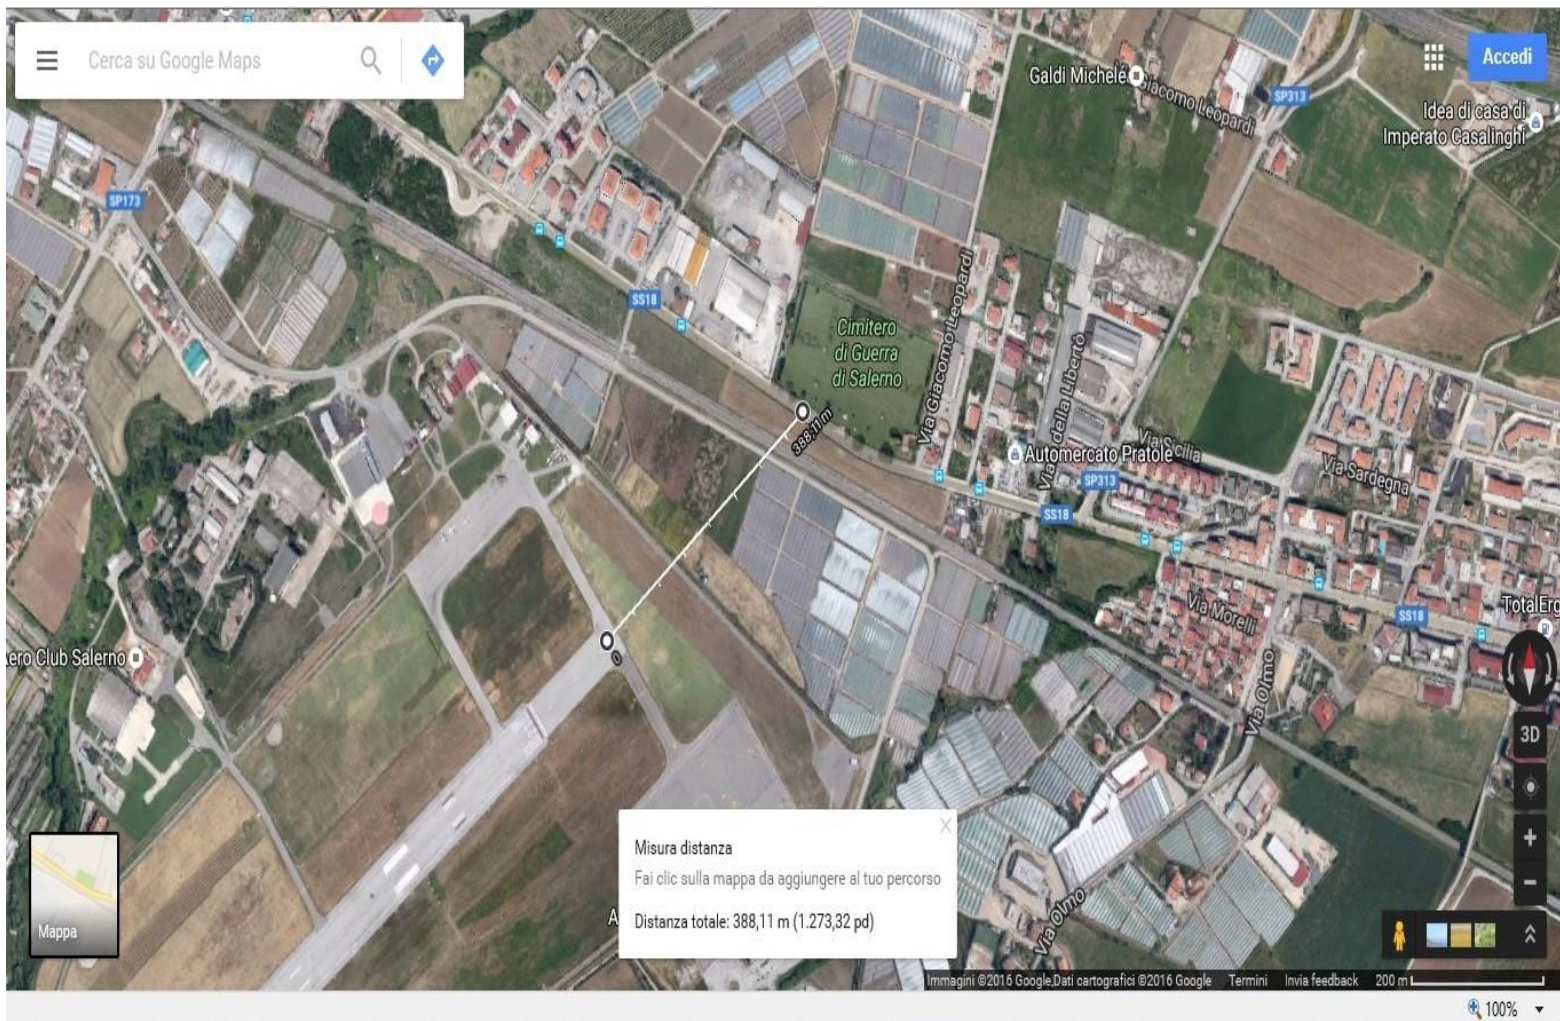 Cerca su Google Maps
Accedi
Galdi Michele
Giacomo Leopardi
SP313
Idea di casa di
Imperato Casalinghi
SP173
SS18
Cimitero
di Guerra
di Salerno
Via Giacomo Leopardi
Via della Libertà
388,11 m
Automercato Pratole
Via Sicilia
Via Sardegna
SP313
SS18
Via Morelli
SS18
TotalErg
0
Aero Club Salerno
Via Olmo
3D
Misura distanza
Fai clic sulla mappa da aggiungere al tuo percorso
Distanza totale: 388,11 m (1.273,32 pd)
A
Via Olmo
Mappa
Immagini ©2016 Google,Dati cartografici ©2016 Google Termini Invia feedback 200 m
100%